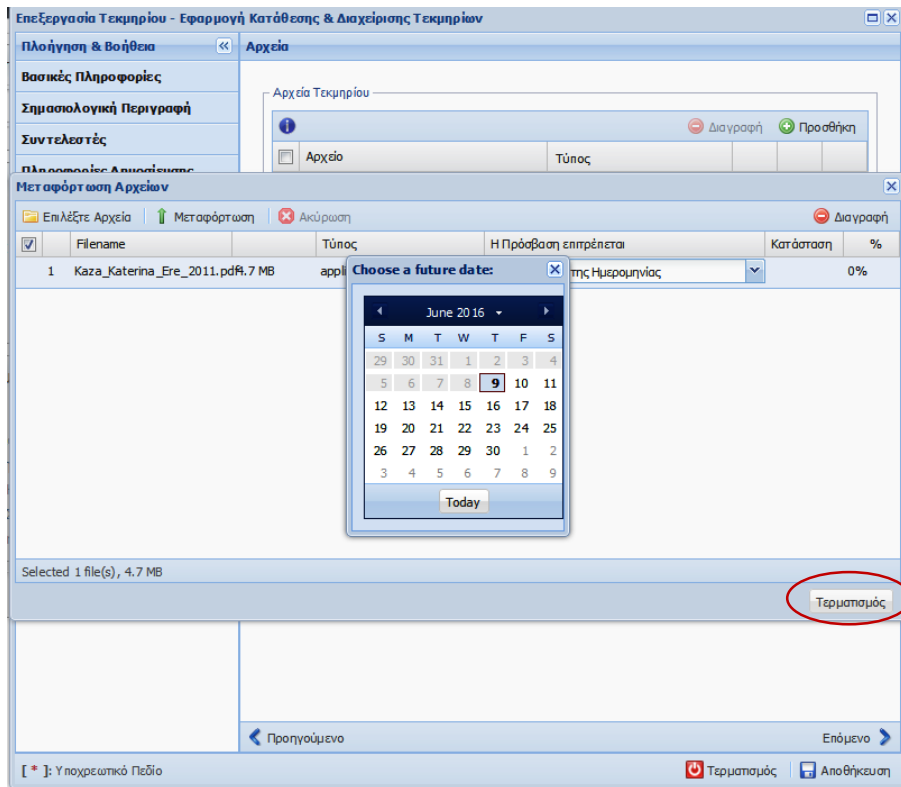 Επεξεργασία Τεκμηρίου - Εφαρμογή Κατάθεσης & Διαχείρισης Τεκμηρίων
Πλοήγηση & Βοήθεια Αρχεία
Βασικές Πληροφορίες
Αρχεία Τεκμηρίου
Σημασιολογική Περιγραφή
Διαγραφή Προσθήκη
Συντελεστές
Αρχείο Τύπος
Πληροφορίες Δημοσίευσης
Μεταφόρτωση Αρχείων
Επιλέξτε Αρχεία Μεταφόρτωση Ακύρωση Διαγραφή
Filename Τύπος Η Πρόσβαση επιτρέπεται Κατάσταση %
1 Kaza_Katerina_Ere_2011.pdf 4.7 MB appli της Ημερομηνίας 0%
Choose a future date:
June 2016
S M T W T F S
29 30 31 1 2 3 4
5 6 7 8 9 10 11
12 13 14 15 16 17 18
19 20 21 22 23 24 25
26 27 28 29 30 1 2
3 4 5 6 7 8 9
Today
Selected 1 file(s), 4.7 MB
Τερματισμός
Προηγούμενο Επόμενο
[ * ]: Υποχρεωτικό Πεδίο Τερματισμός Αποθήκευση